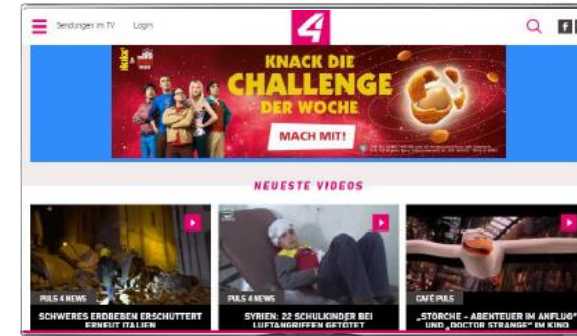 Sendungen im TV Login
4
f
KNACK DIE
CHALLENGE
DER WOCHE
MACH MIT!
NEUESTE VIDEOS
PULS 4 NEWS
SCHWERES ERDBEBEN ERSCHÜTTERT
ERNEUT ITALIEN
PULS 4 NEWS
SYRIEN: 22 SCHULKINDER BEI
LUFTANGRIFFEN GETÖTET
CAFÉ PULS
„STÖRCHE – ABENTEUER IM ANFLUG“
UND „DOCTOR STRANGE“ IM KINO